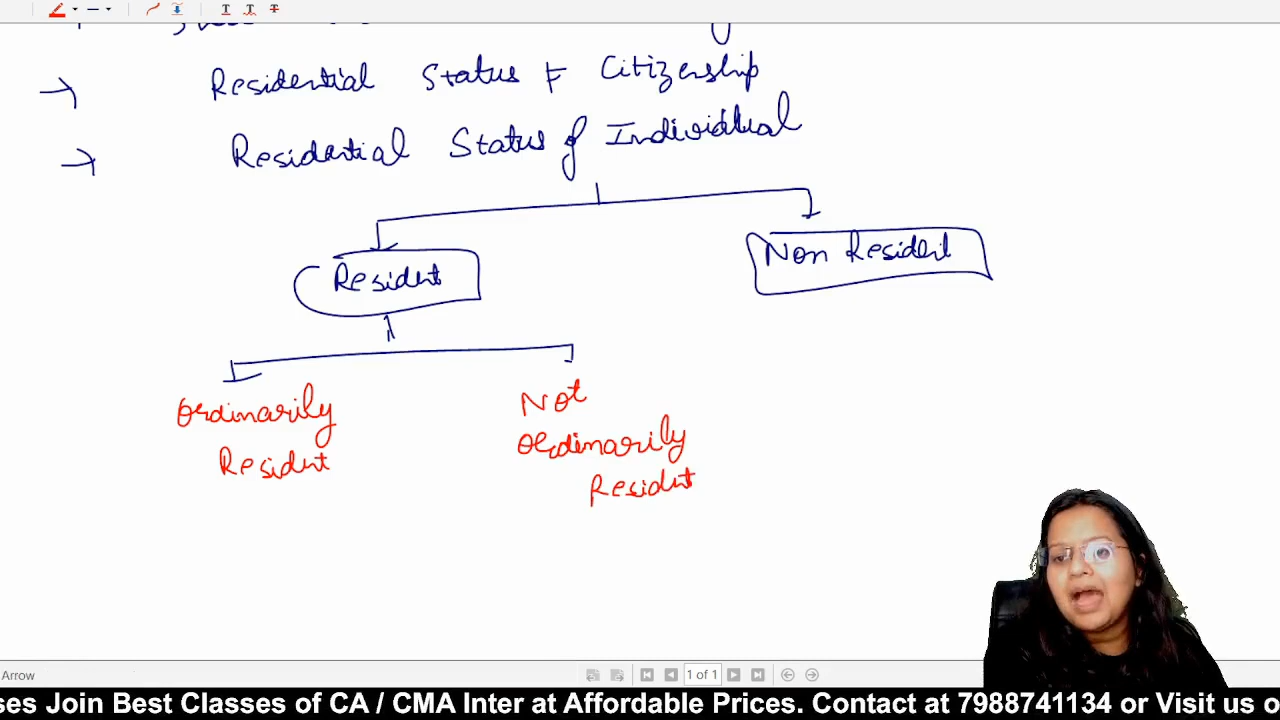 Residential Status ≠ Citizenship
Residential Status of Individual
Resident
Non Resident
Ordinarily
Resident
Not
Ordinarily
Resident
Arrow
1 of 1
ses Join Best Classes of CA / CMA Inter at Affordable Prices. Contact at 7988741134 or Visit us o